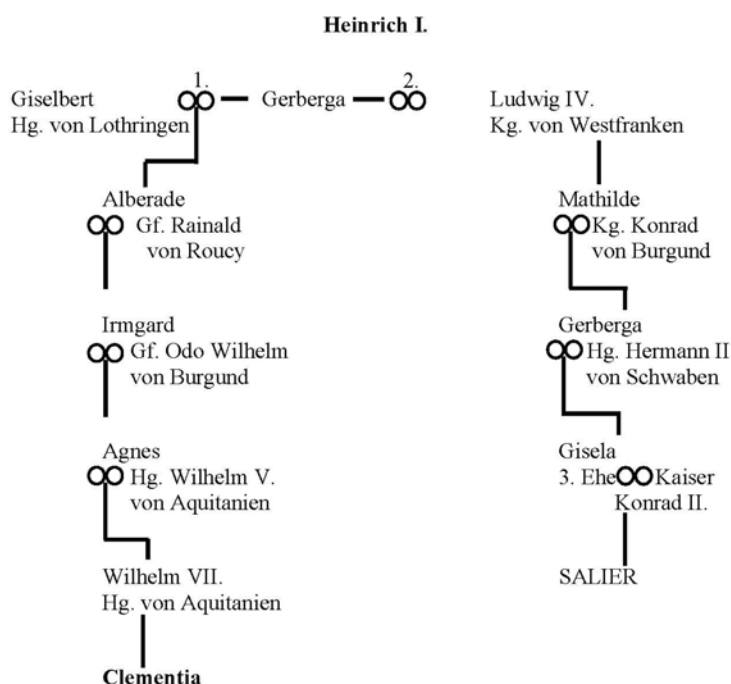 Heinrich I.
1. 2.
Giselbert Gerberga Ludwig IV.
Hg. von Lothringen Kg. von Westfranken
Alberade Mathilde
Gf. Rainald Kg. Konrad
von Roucy von Burgund
Irmgard Gerberga
Gf. Odo Wilhelm Hg. Hermann II
von Burgund von Schwaben
Agnes Gisela
Hg. Wilhelm V. 3. Ehe Kaiser
von Aquitanien Konrad II.
Wilhelm VII. SALIER
Hg. von Aquitanien
Clementia